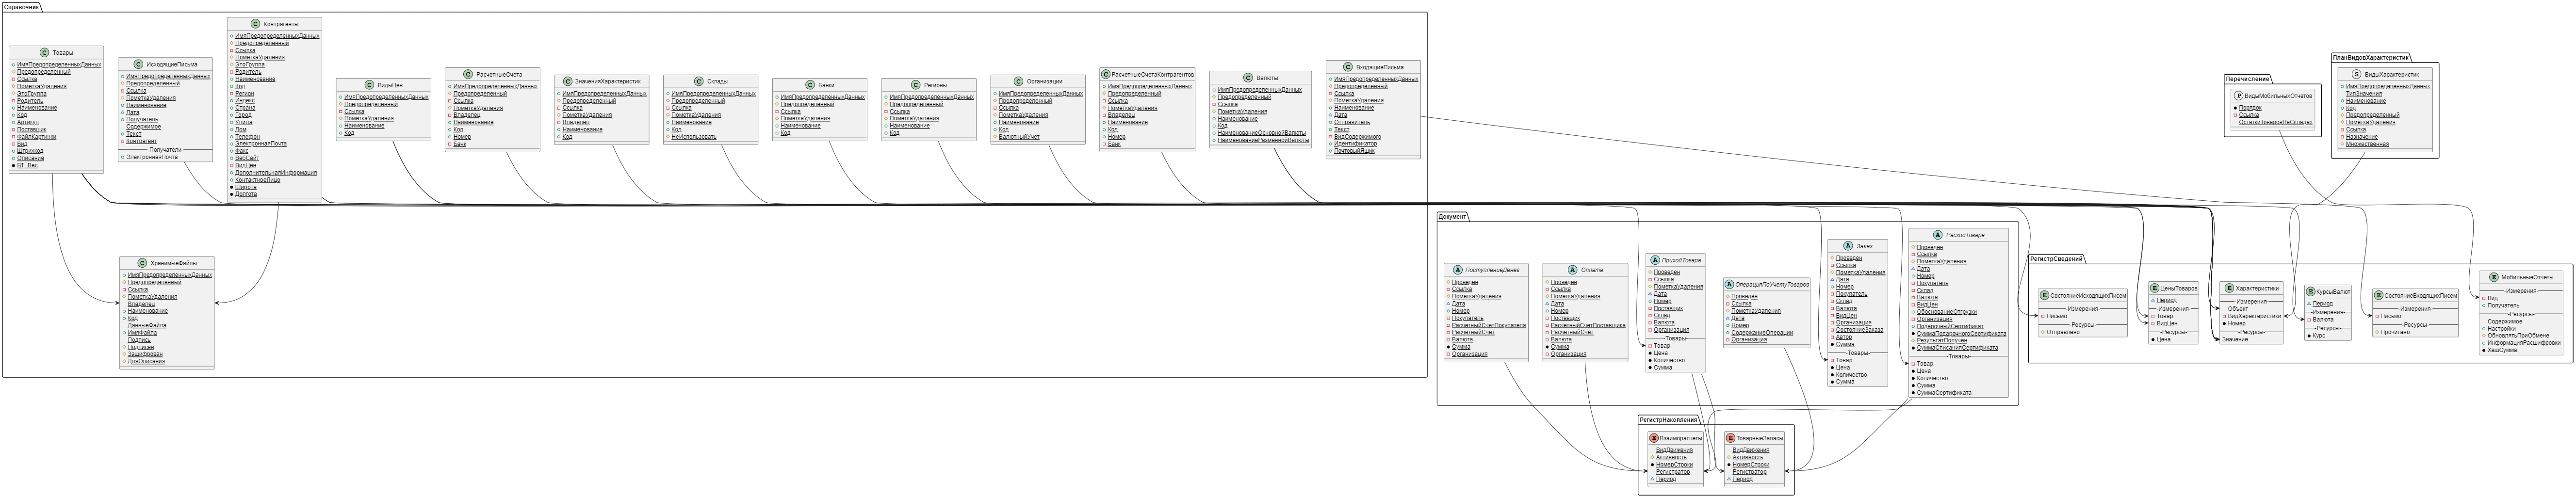 Справочник
Контрагенты
ИмяПредопределенныхДанных
Предопределенный
Ссылка
ПометкаУдаления
ЭтоГруппа
Родитель
Наименование
Код
Регион
Индекс
Страна
Город
Улица
Дом
Телефон
ЭлектроннаяПочта
Факс
ВебСайт
ВидЦен
ДополнительнаяИнформация
КонтактноеЛицо
Широта
Долгота
Товары
ИмяПредопределенныхДанных
Предопределенный
Ссылка
ПометкаУдаления
ЭтоГруппа
Родитель
Наименование
Код
Артикул
Поставщик
ФайлКартинки
Вид
Штрихкод
Описание
ВТ_Вес
ИсходящиеПисьма
ИмяПредопределенныхДанных
Предопределенный
Ссылка
ПометкаУдаления
Наименование
Дата
Получатель
Содержимое
Текст
Контрагент
Получатели
ЭлектроннаяПочта
ВидыЦен
ИмяПредопределенныхДанных
Предопределенный
Ссылка
ПометкаУдаления
Наименование
Код
РасчетныеСчета
ИмяПредопределенныхДанных
Предопределенный
Ссылка
ПометкаУдаления
Владелец
Наименование
Код
Номер
Банк
ЗначенияХарактеристик
ИмяПредопределенныхДанных
Предопределенный
Ссылка
ПометкаУдаления
Владелец
Наименование
Код
Склады
ИмяПредопределенныхДанных
Предопределенный
Ссылка
ПометкаУдаления
Наименование
Код
НеИспользовать
Банки
ИмяПредопределенныхДанных
Предопределенный
Ссылка
ПометкаУдаления
Наименование
Код
Регионы
ИмяПредопределенныхДанных
Предопределенный
Ссылка
ПометкаУдаления
Наименование
Код
Организации
ИмяПредопределенныхДанных
Предопределенный
Ссылка
ПометкаУдаления
Наименование
Код
ВалютныйУчет
РасчетныеСчетаКонтрагентов
ИмяПредопределенныхДанных
Предопределенный
Ссылка
ПометкаУдаления
Владелец
Наименование
Код
Номер
Банк
Валюты
ИмяПредопределенныхДанных
Предопределенный
Ссылка
ПометкаУдаления
Наименование
Код
НаименованиеОсновнойВалюты
НаименованиеРазменнойВалюты
ВходящиеПисьма
ИмяПредопределенныхДанных
Предопределенный
Ссылка
ПометкаУдаления
Наименование
Дата
Отправитель
Текст
ВидСодержимого
Идентификатор
ПочтовыйЯщик
ХранимыеФайлы
ИмяПредопределенныхДанных
Предопределенный
Ссылка
ПометкаУдаления
Владелец
Наименование
Код
ДанныеФайла
ИмяФайла
Подпись
Подписан
Зашифрован
ДляОписания
Перечисление
ВидыМобильныхОтчетов
Порядок
Ссылка
ОстаткиТоваровНаСкладах
ПланВидовХарактеристик
ВидыХарактеристик
ИмяПредопределенныхДанных
ТипЗначения
Наименование
Код
Предопределенный
ПометкаУдаления
Ссылка
Назначение
Множественная
Документ
ПоступлениеДенег
Проведен
Ссылка
ПометкаУдаления
Дата
Номер
Покупатель
РасчетныйСчетПокупателя
РасчетныйСчет
Валюта
Сумма
Организация
Оплата
Проведен
Ссылка
ПометкаУдаления
Дата
Номер
Поставщик
РасчетныйСчетПоставщика
РасчетныйСчет
Валюта
Сумма
Организация
ПриходТовара
Проведен
Ссылка
ПометкаУдаления
Дата
Номер
Поставщик
Склад
Валюта
Организация
Товары
Товар
Цена
Количество
Сумма
ОперацияПоУчетуТоваров
Проведен
Ссылка
ПометкаУдаления
Дата
Номер
СодержаниеОперации
Организация
Заказ
Проведен
Ссылка
ПометкаУдаления
Дата
Номер
Покупатель
Склад
Валюта
ВидЦен
Организация
СостояниеЗаказа
Автор
Сумма
Товары
Товар
Цена
Количество
Сумма
РасходТовара
Проведен
Ссылка
ПометкаУдаления
Дата
Номер
Покупатель
Склад
Валюта
ВидЦен
ОбоснованиеОтгрузки
Организация
ПодарочныйСертификат
СуммаПодарочногоСертификата
РезультатПолучен
СуммаСписанияСертификата
Товары
Товар
Цена
Количество
Сумма
СуммаСертификата
РегистрСведений
СостояниеИсходящихПисем
Измерения
Письмо
Ресурсы
Отправлено
ЦеныТоваров
Период
Измерения
Товар
ВидЦен
Ресурсы
Цена
Характеристики
Измерения
Объект
ВидХарактеристики
Номер
Ресурсы
Значение
КурсыВалют
Период
Измерения
Валюта
Ресурсы
Курс
СостояниеВходящихПисем
Измерения
Письмо
Ресурсы
Прочитано
МобильныеОтчеты
Измерения
Вид
Получатель
Ресурсы
Содержимое
Настройки
ОбновлятьПриОбмене
ИнформацияРасшифровки
ХешСумма
РегистрНакопления
Взаиморасчеты
ВидДвижения
Активность
НомерСтроки
Регистратор
Период
ТоварныеЗапасы
ВидДвижения
Активность
НомерСтроки
Регистратор
Период